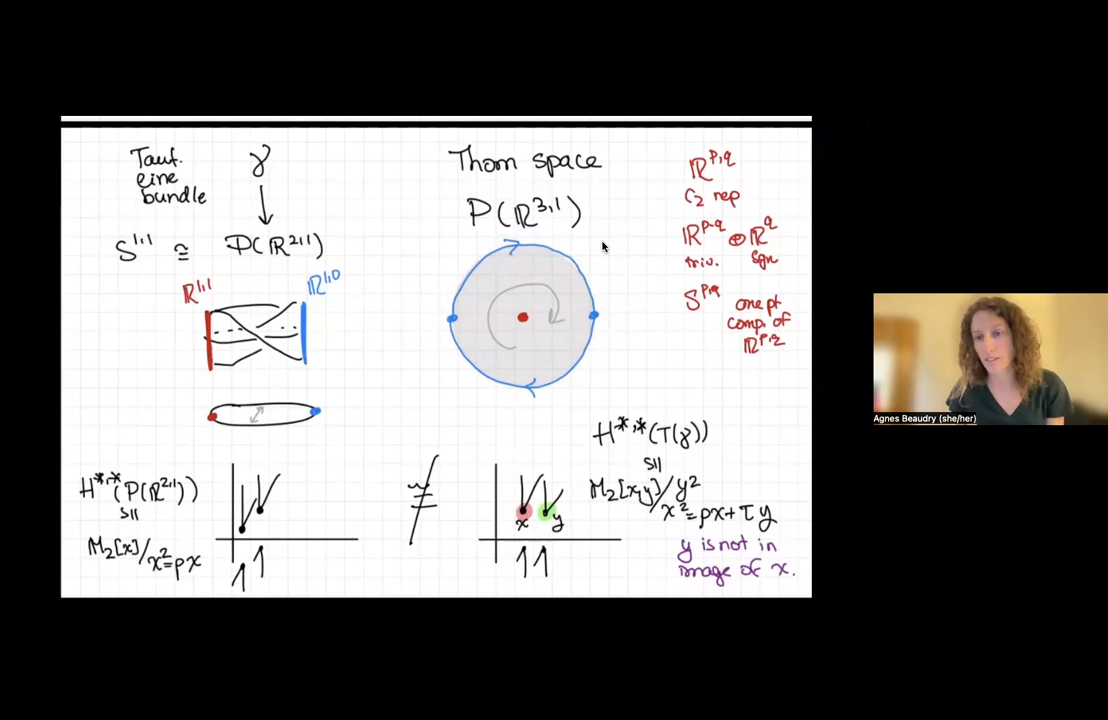 Taut.
line
bundle
γ
↓
S^{1,1} ≅ P(ℝ^{2,1})
ℝ^{1,1}
ℝ^{1,0}
Thom space
P(ℝ^{3,1})
ℝ^{p,q}
C₂ rep
ℝ^{p-q} ⊕ ℝ^q
triv. sgn
S^{p,q} one pt
comp. of
ℝ^{p,q}
H^{*,*}(P(ℝ^{2,1}))
≅
M₂[x]/x²=ρx
≄
x y
H^{*,*}(T(γ))
≅
M₂[x,y]/y²
x²=ρx+τy
y is not in
image of x.
Agnes Beaudry (she/her)